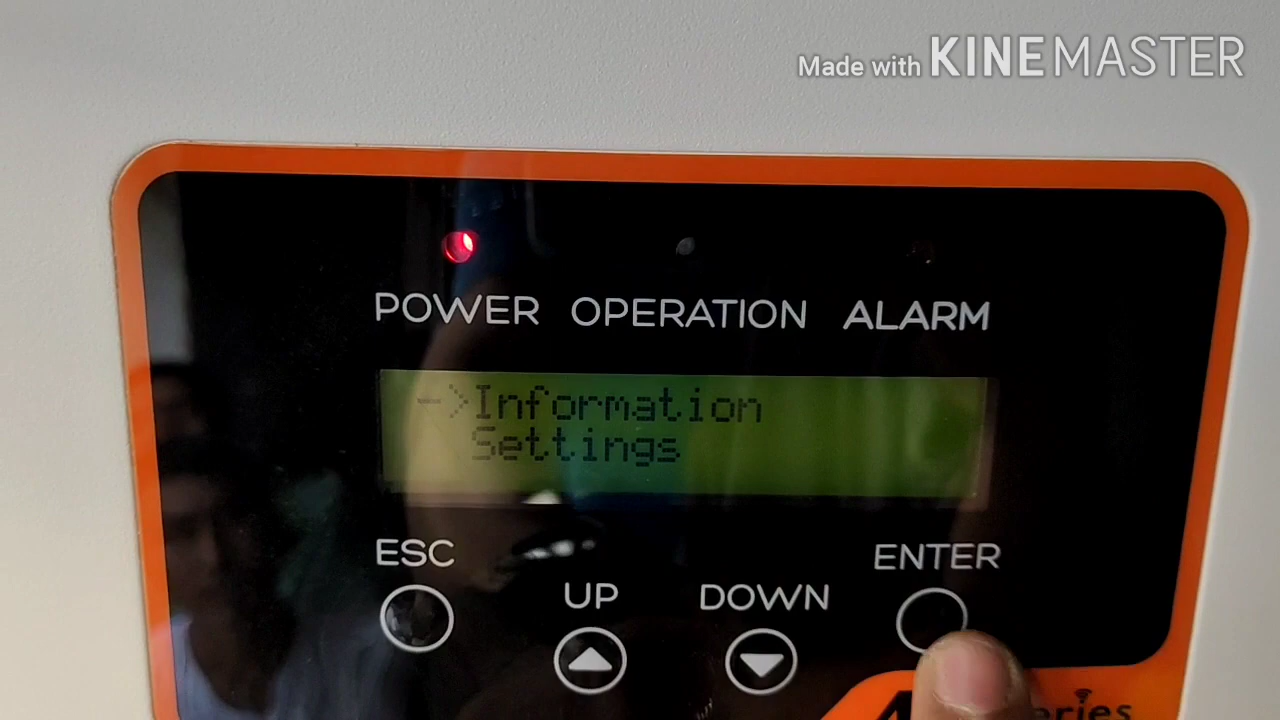 Made with KINEMASTER
POWER OPERATION ALARM
->Information
Settings
ESC
ENTER
UP
DOWN